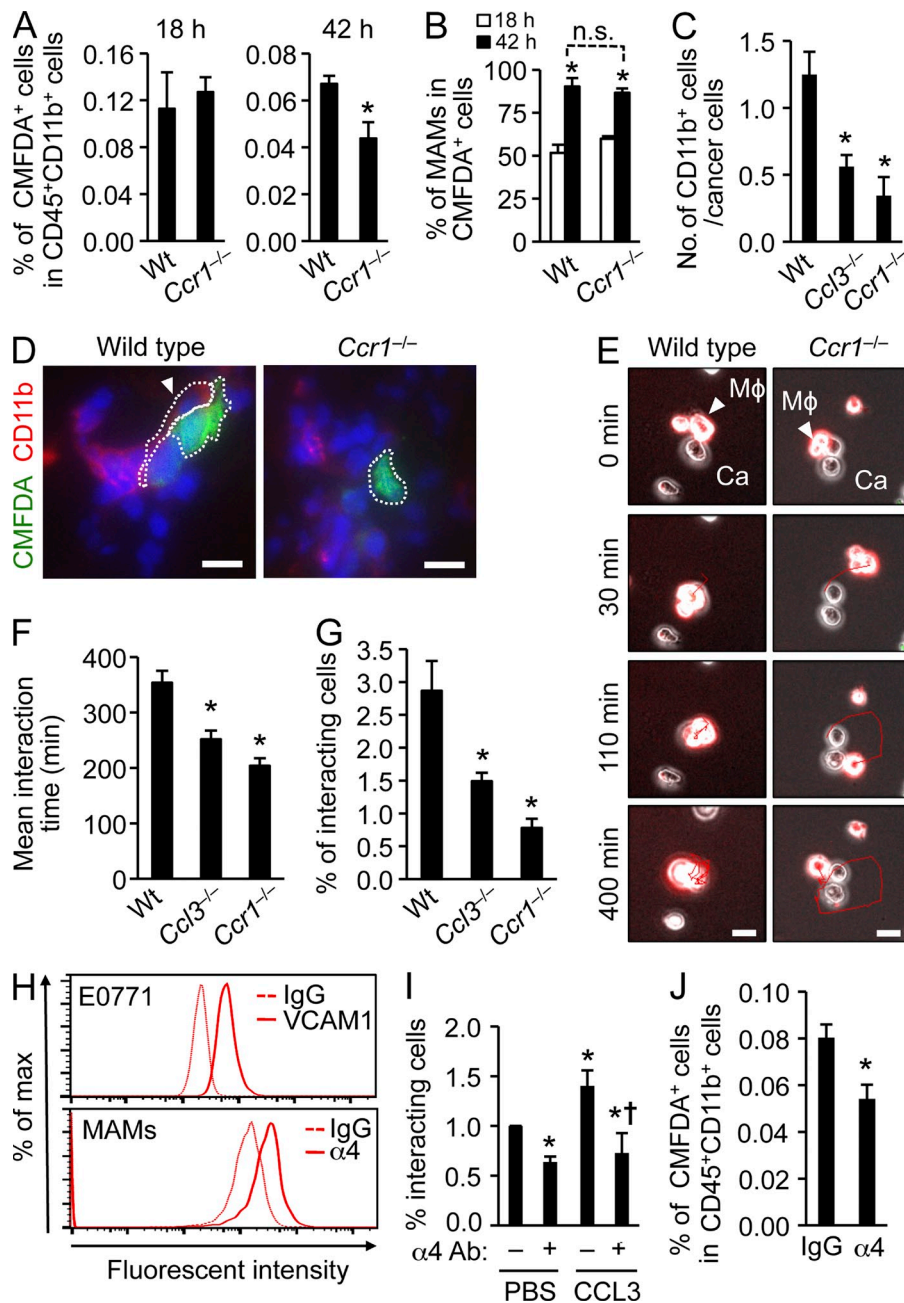 A
18 h
42 h
% of CMFDA⁺ cells
in CD45⁺CD11b⁺ cells
0.16
0.12
0.08
0.04
0.00
Wt
Ccr1⁻/⁻
0.08
0.06
0.04
0.02
0.00
*
Wt
Ccr1⁻/⁻
B
18 h
42 h
n.s.
% of MAMs in
CMFDA⁺ cells
100
75
50
25
0
*
*
Wt
Ccr1⁻/⁻
C
No. of CD11b⁺ cells
/cancer cells
1.5
1.0
0.5
0.0
*
*
Wt
Ccl3⁻/⁻
Ccr1⁻/⁻
D
Wild type
Ccr1⁻/⁻
CMFDA CD11b
E
Wild type
Ccr1⁻/⁻
0 min
Mϕ
Ca
Mϕ
Ca
30 min
110 min
400 min
F
Mean interaction
time (min)
400
300
200
100
0
*
*
Wt
Ccl3⁻/⁻
Ccr1⁻/⁻
G
% of interacting cells
3.5
3.0
2.5
2.0
1.5
1.0
0.5
0.0
*
*
Wt
Ccl3⁻/⁻
Ccr1⁻/⁻
H
% of max
E0771
IgG
VCAM1
MAMs
IgG
α4
Fluorescent intensity
I
% interacting cells
2.0
1.5
1.0
0.5
0.0
*
*
*†
α4 Ab: – + – +
PBS CCL3
J
% of CMFDA⁺ cells
in CD45⁺CD11b⁺ cells
0.10
0.08
0.06
0.04
0.02
0.00
*
IgG
α4